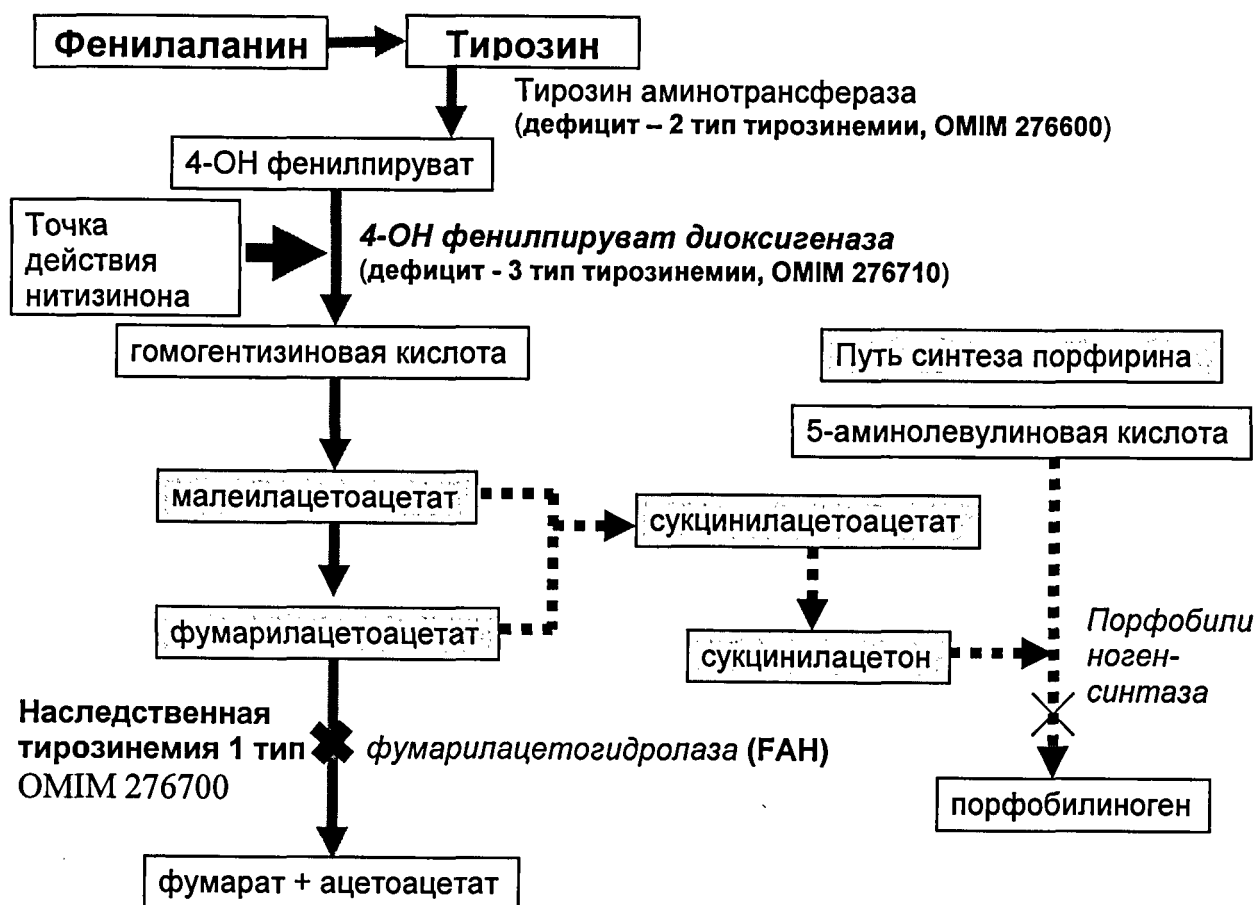 Фенилаланин
Тирозин
Тирозин аминотрансфераза
(дефицит – 2 тип тирозинемии, OMIM 276600)
4-ОН фенилпируват
Точка
действия
нитизинона
4-ОН фенилпируват диоксигеназа
(дефицит - 3 тип тирозинемии, OMIM 276710)
гомогентизиновая кислота
Путь синтеза порфирина
5-аминолевулиновая кислота
малеилацетоацетат
сукцинилацетоацетат
фумарилацетоацетат
сукцинилацетон
Порфобили
ноген-
синтаза
Наследственная
тирозинемия 1 тип
OMIM 276700
фумарилацетогидролаза (FAH)
порфобилиноген
фумарат + ацетоацетат